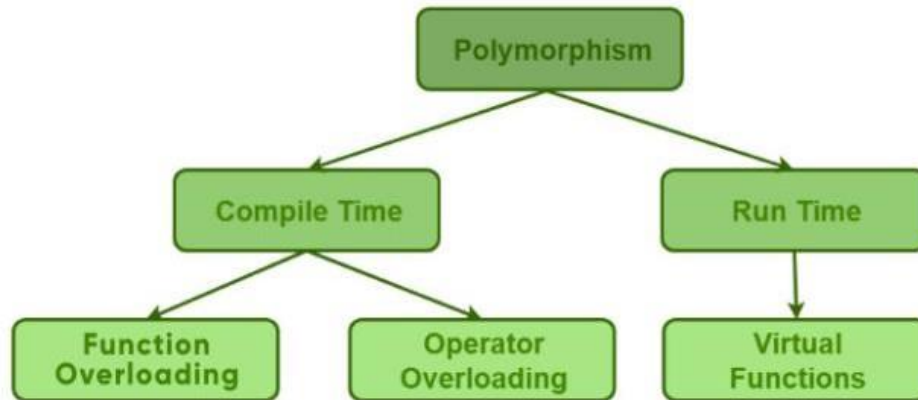 Polymorphism
Compile Time
Run Time
Function
Overloading
Operator
Overloading
Virtual
Functions